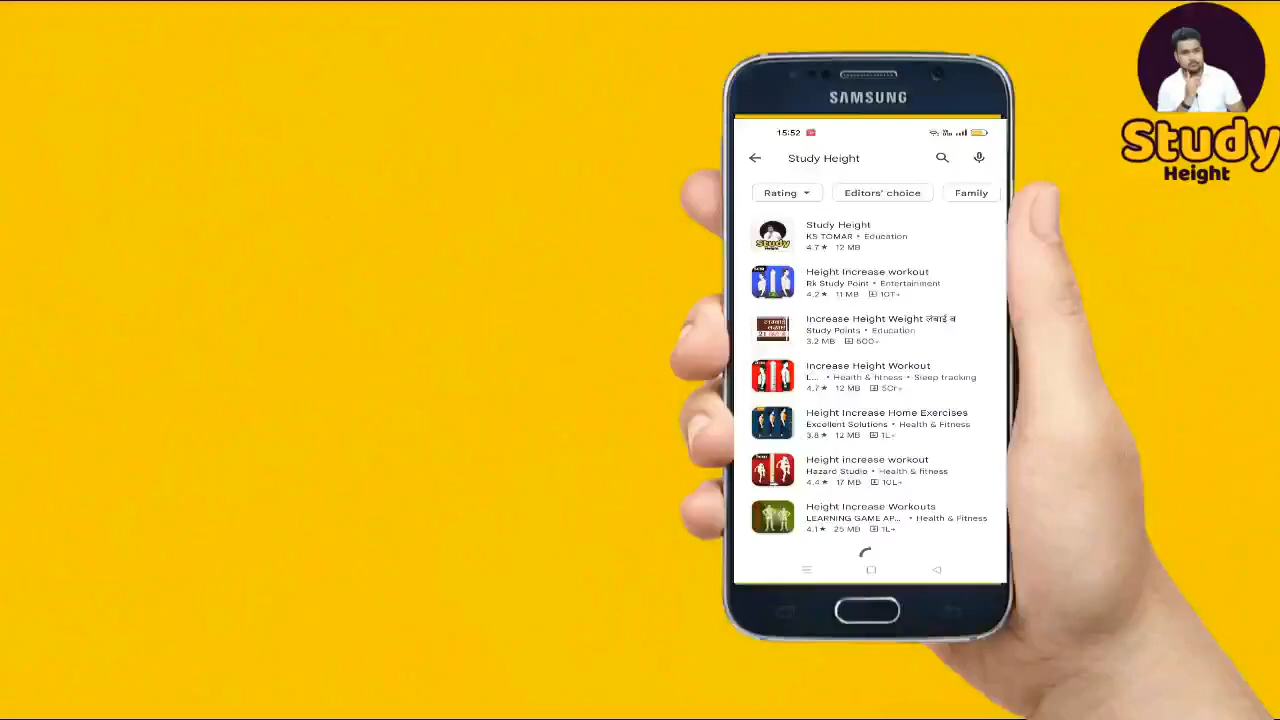 SAMSUNG
15:52
Study Height
Rating
Editors' choice
Family
Study Height
KS TOMAR • Education
4.7★ 12 MB
Height Increase workout
Rk Study Point • Entertainment
4.2★ 11 MB 10T+
Increase Height Weight लंबाई व
Study Points • Education
3.2 MB 500+
Increase Height Workout
L... • Health & fitness • Sleep tracking
4.7★ 12 MB 5Cr+
Height Increase Home Exercises
Excellent Solutions • Health & Fitness
3.8★ 12 MB 1L+
Height increase workout
Hazard Studio • Health & fitness
4.4★ 17 MB 10L+
Height Increase Workouts
LEARNING GAME AP... • Health & Fitness
4.1★ 25 MB 1L+
Study
Height